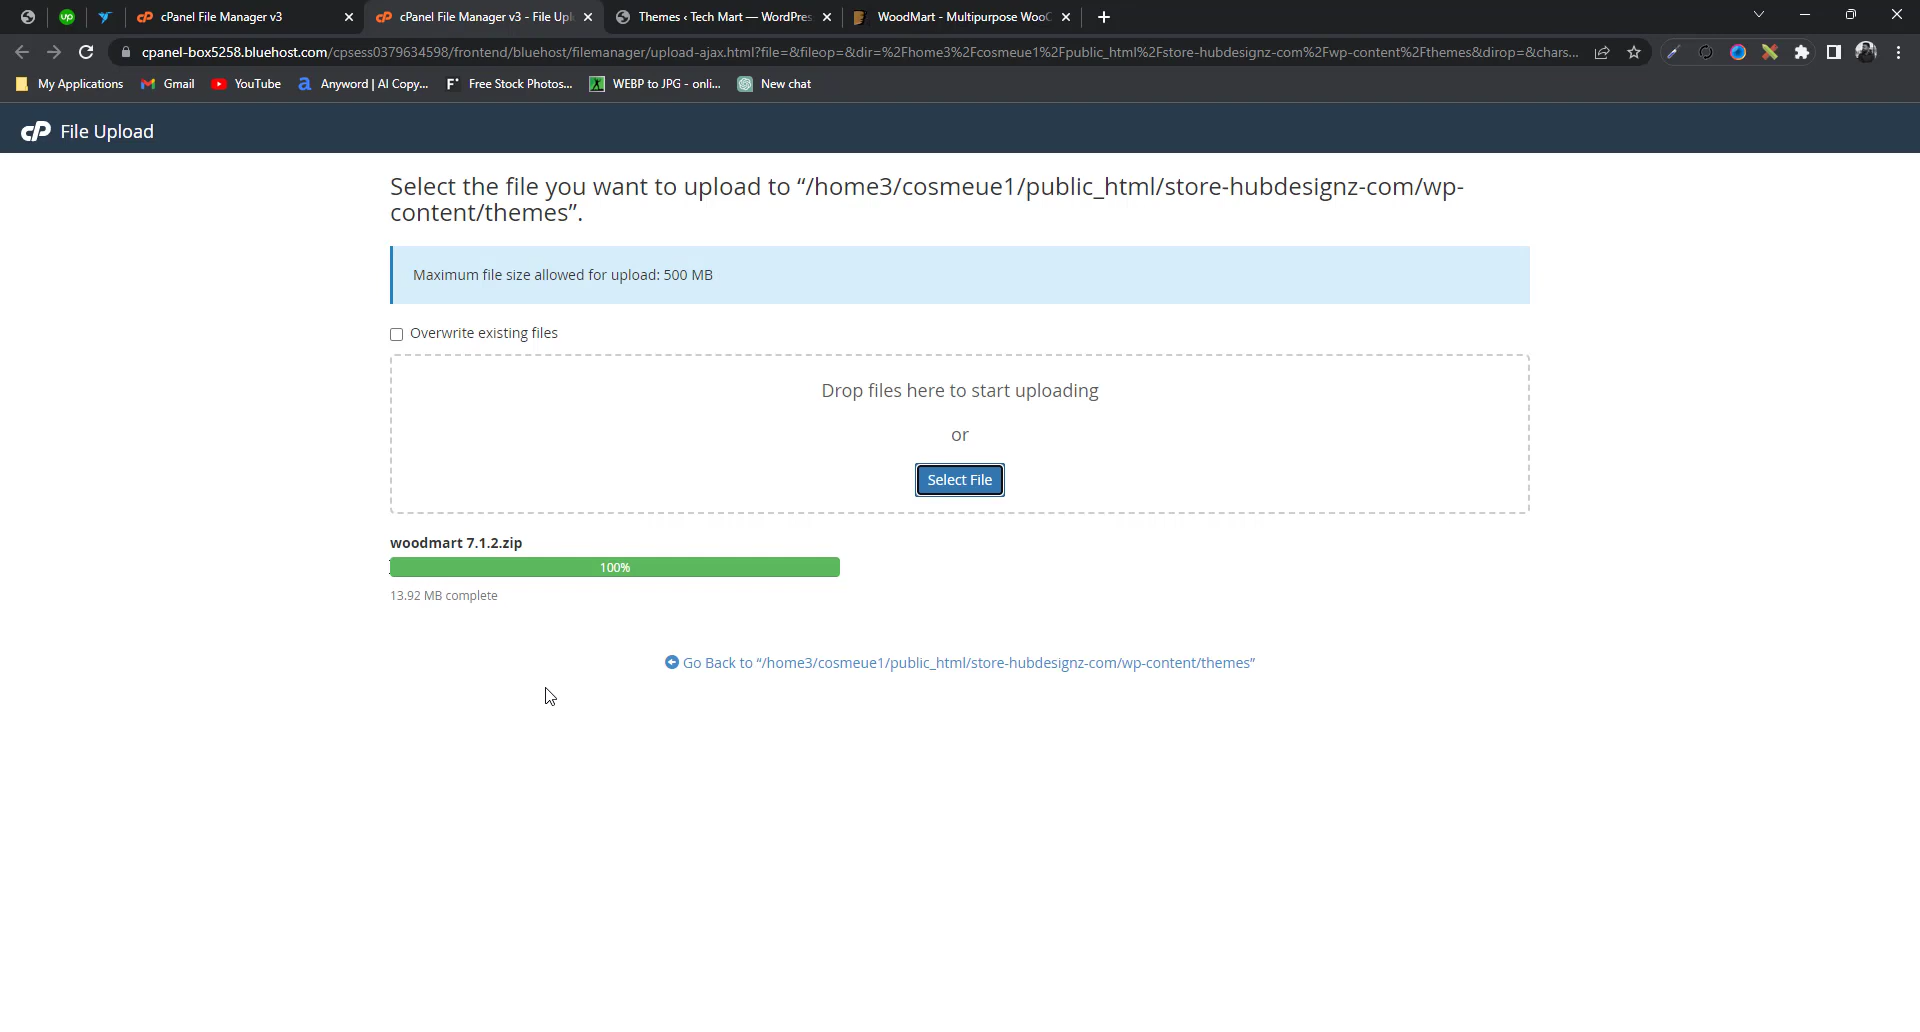 cPanel File Manager v3
cPanel File Manager v3 - File Upl
Themes ‹ Tech Mart — WordPres
WoodMart - Multipurpose WooC
cpanel-box5258.bluehost.com/cpsess0379634598/frontend/bluehost/filemanager/upload-ajax.html?file=&fileop=&dir=%2Fhome3%2Fcosmeue1%2Fpublic_html%2Fstore-hubdesignz-com%2Fwp-content%2Fthemes&dirop=&chars...
My Applications
Gmail
YouTube
Anyword | AI Copy...
Free Stock Photos...
WEBP to JPG - onli...
New chat
cP File Upload
Select the file you want to upload to “/home3/cosmeue1/public_html/store-hubdesignz-com/wp-
content/themes”.
Maximum file size allowed for upload: 500 MB
Overwrite existing files
Drop files here to start uploading
or
Select File
woodmart 7.1.2.zip
100%
13.92 MB complete
Go Back to “/home3/cosmeue1/public_html/store-hubdesignz-com/wp-content/themes”